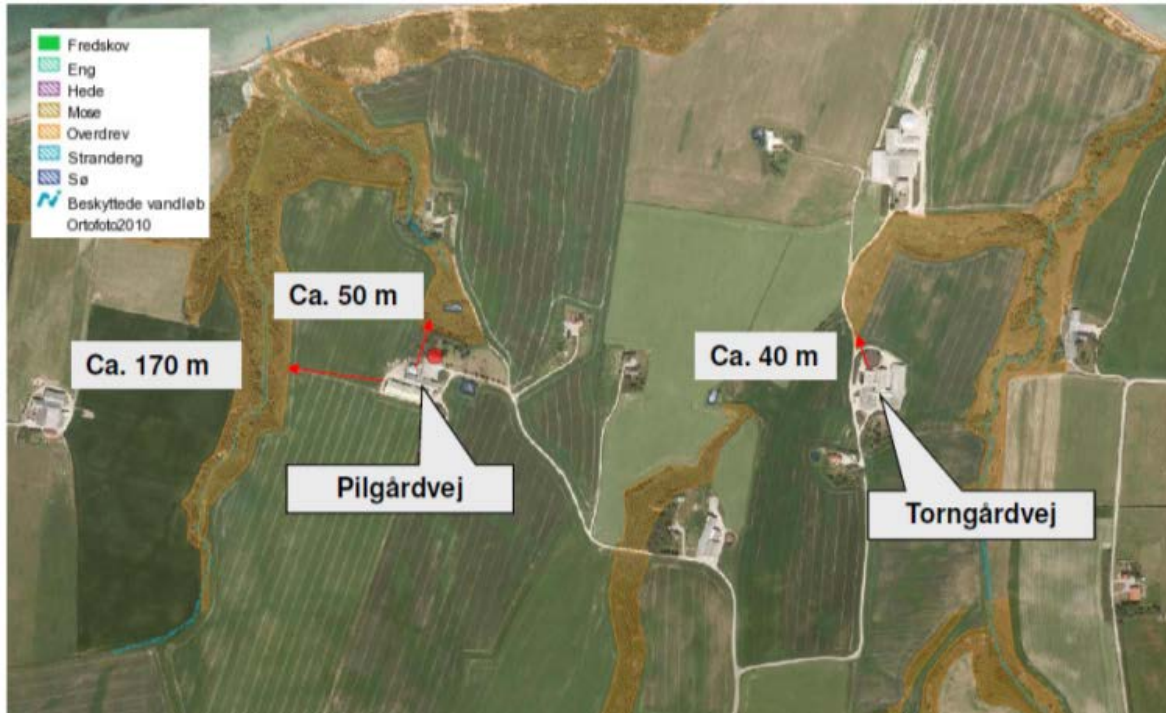 Fredskov
Eng
Hede
Mose
Overdrev
Strandeng
Sø
Beskyttede vandløb
Ortofoto2010
Ca. 50 m
Ca. 170 m
Ca. 40 m
Pilgårdvej
Torngårdvej